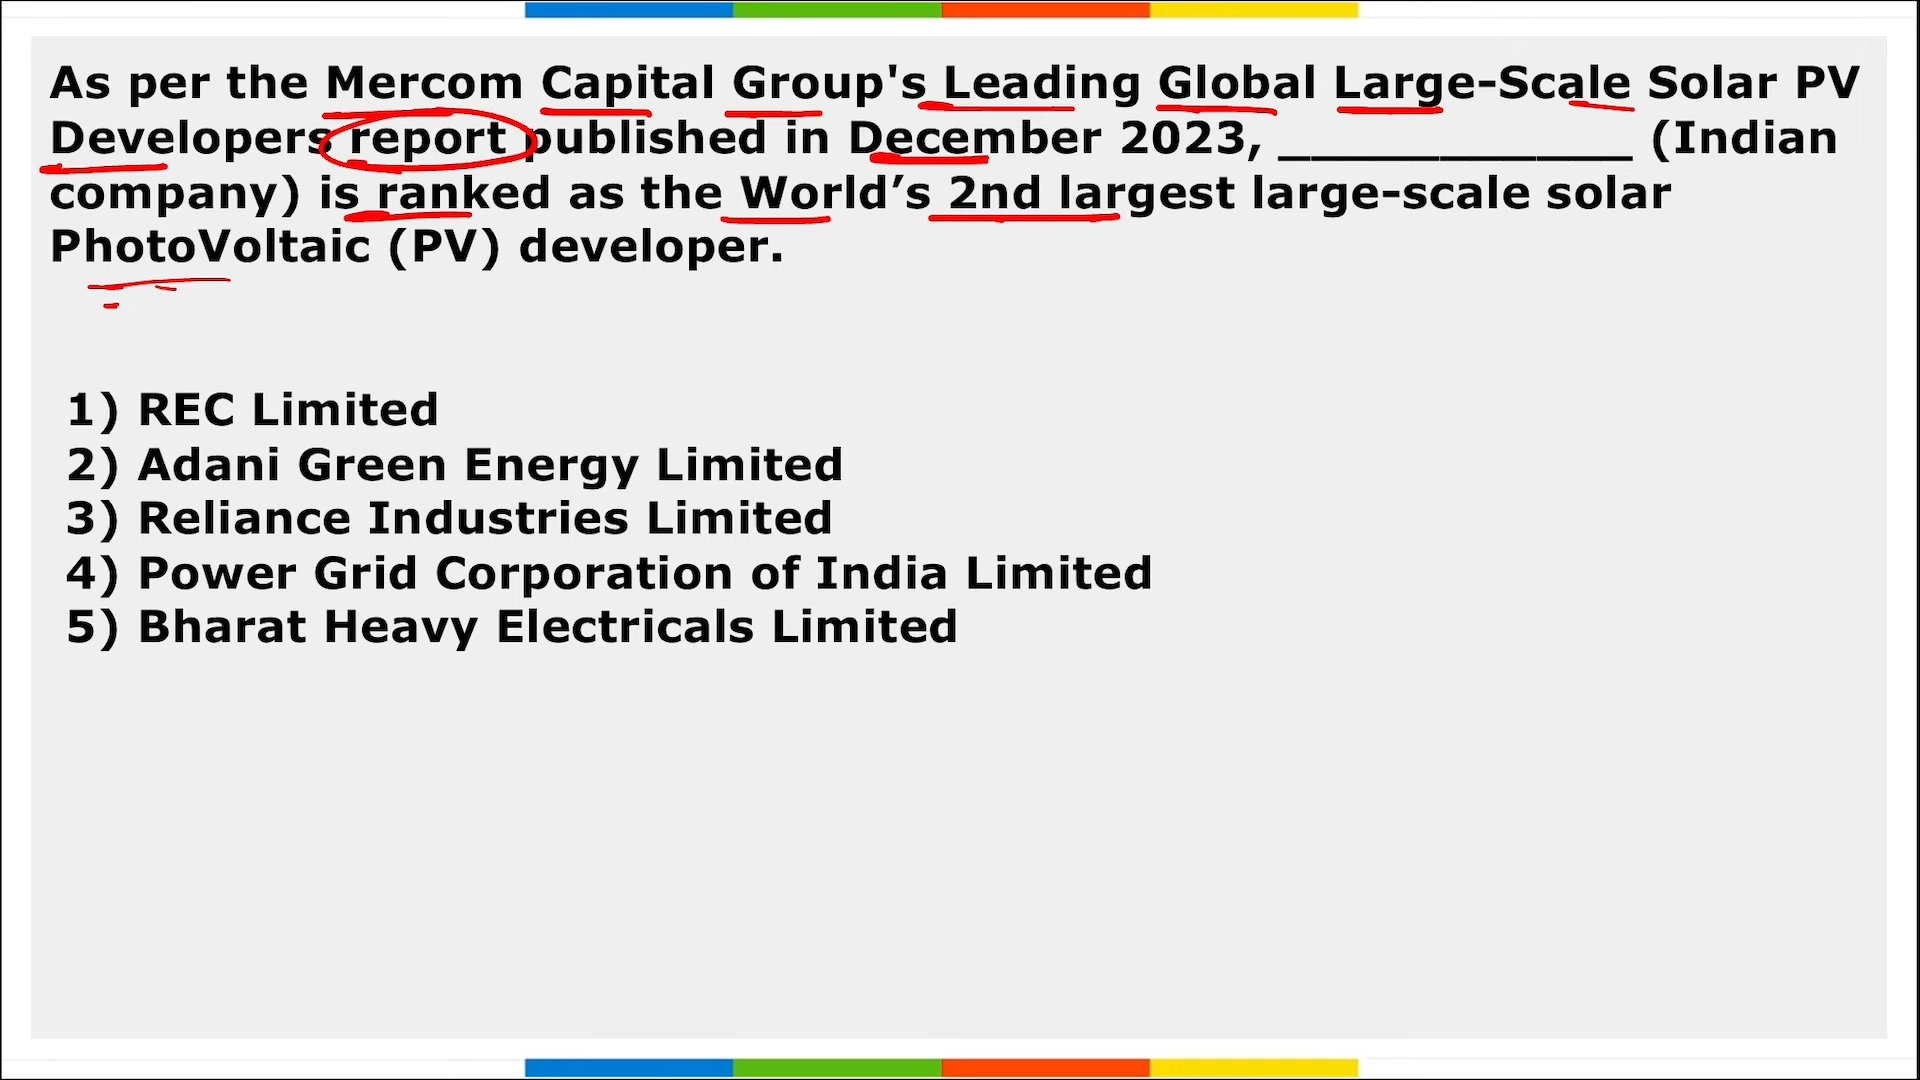 As per the Mercom Capital Group's Leading Global Large-Scale Solar PV
Developers report published in December 2023, ___________ (Indian
company) is ranked as the World’s 2nd largest large-scale solar
PhotoVoltaic (PV) developer.
1) REC Limited
2) Adani Green Energy Limited
3) Reliance Industries Limited
4) Power Grid Corporation of India Limited
5) Bharat Heavy Electricals Limited